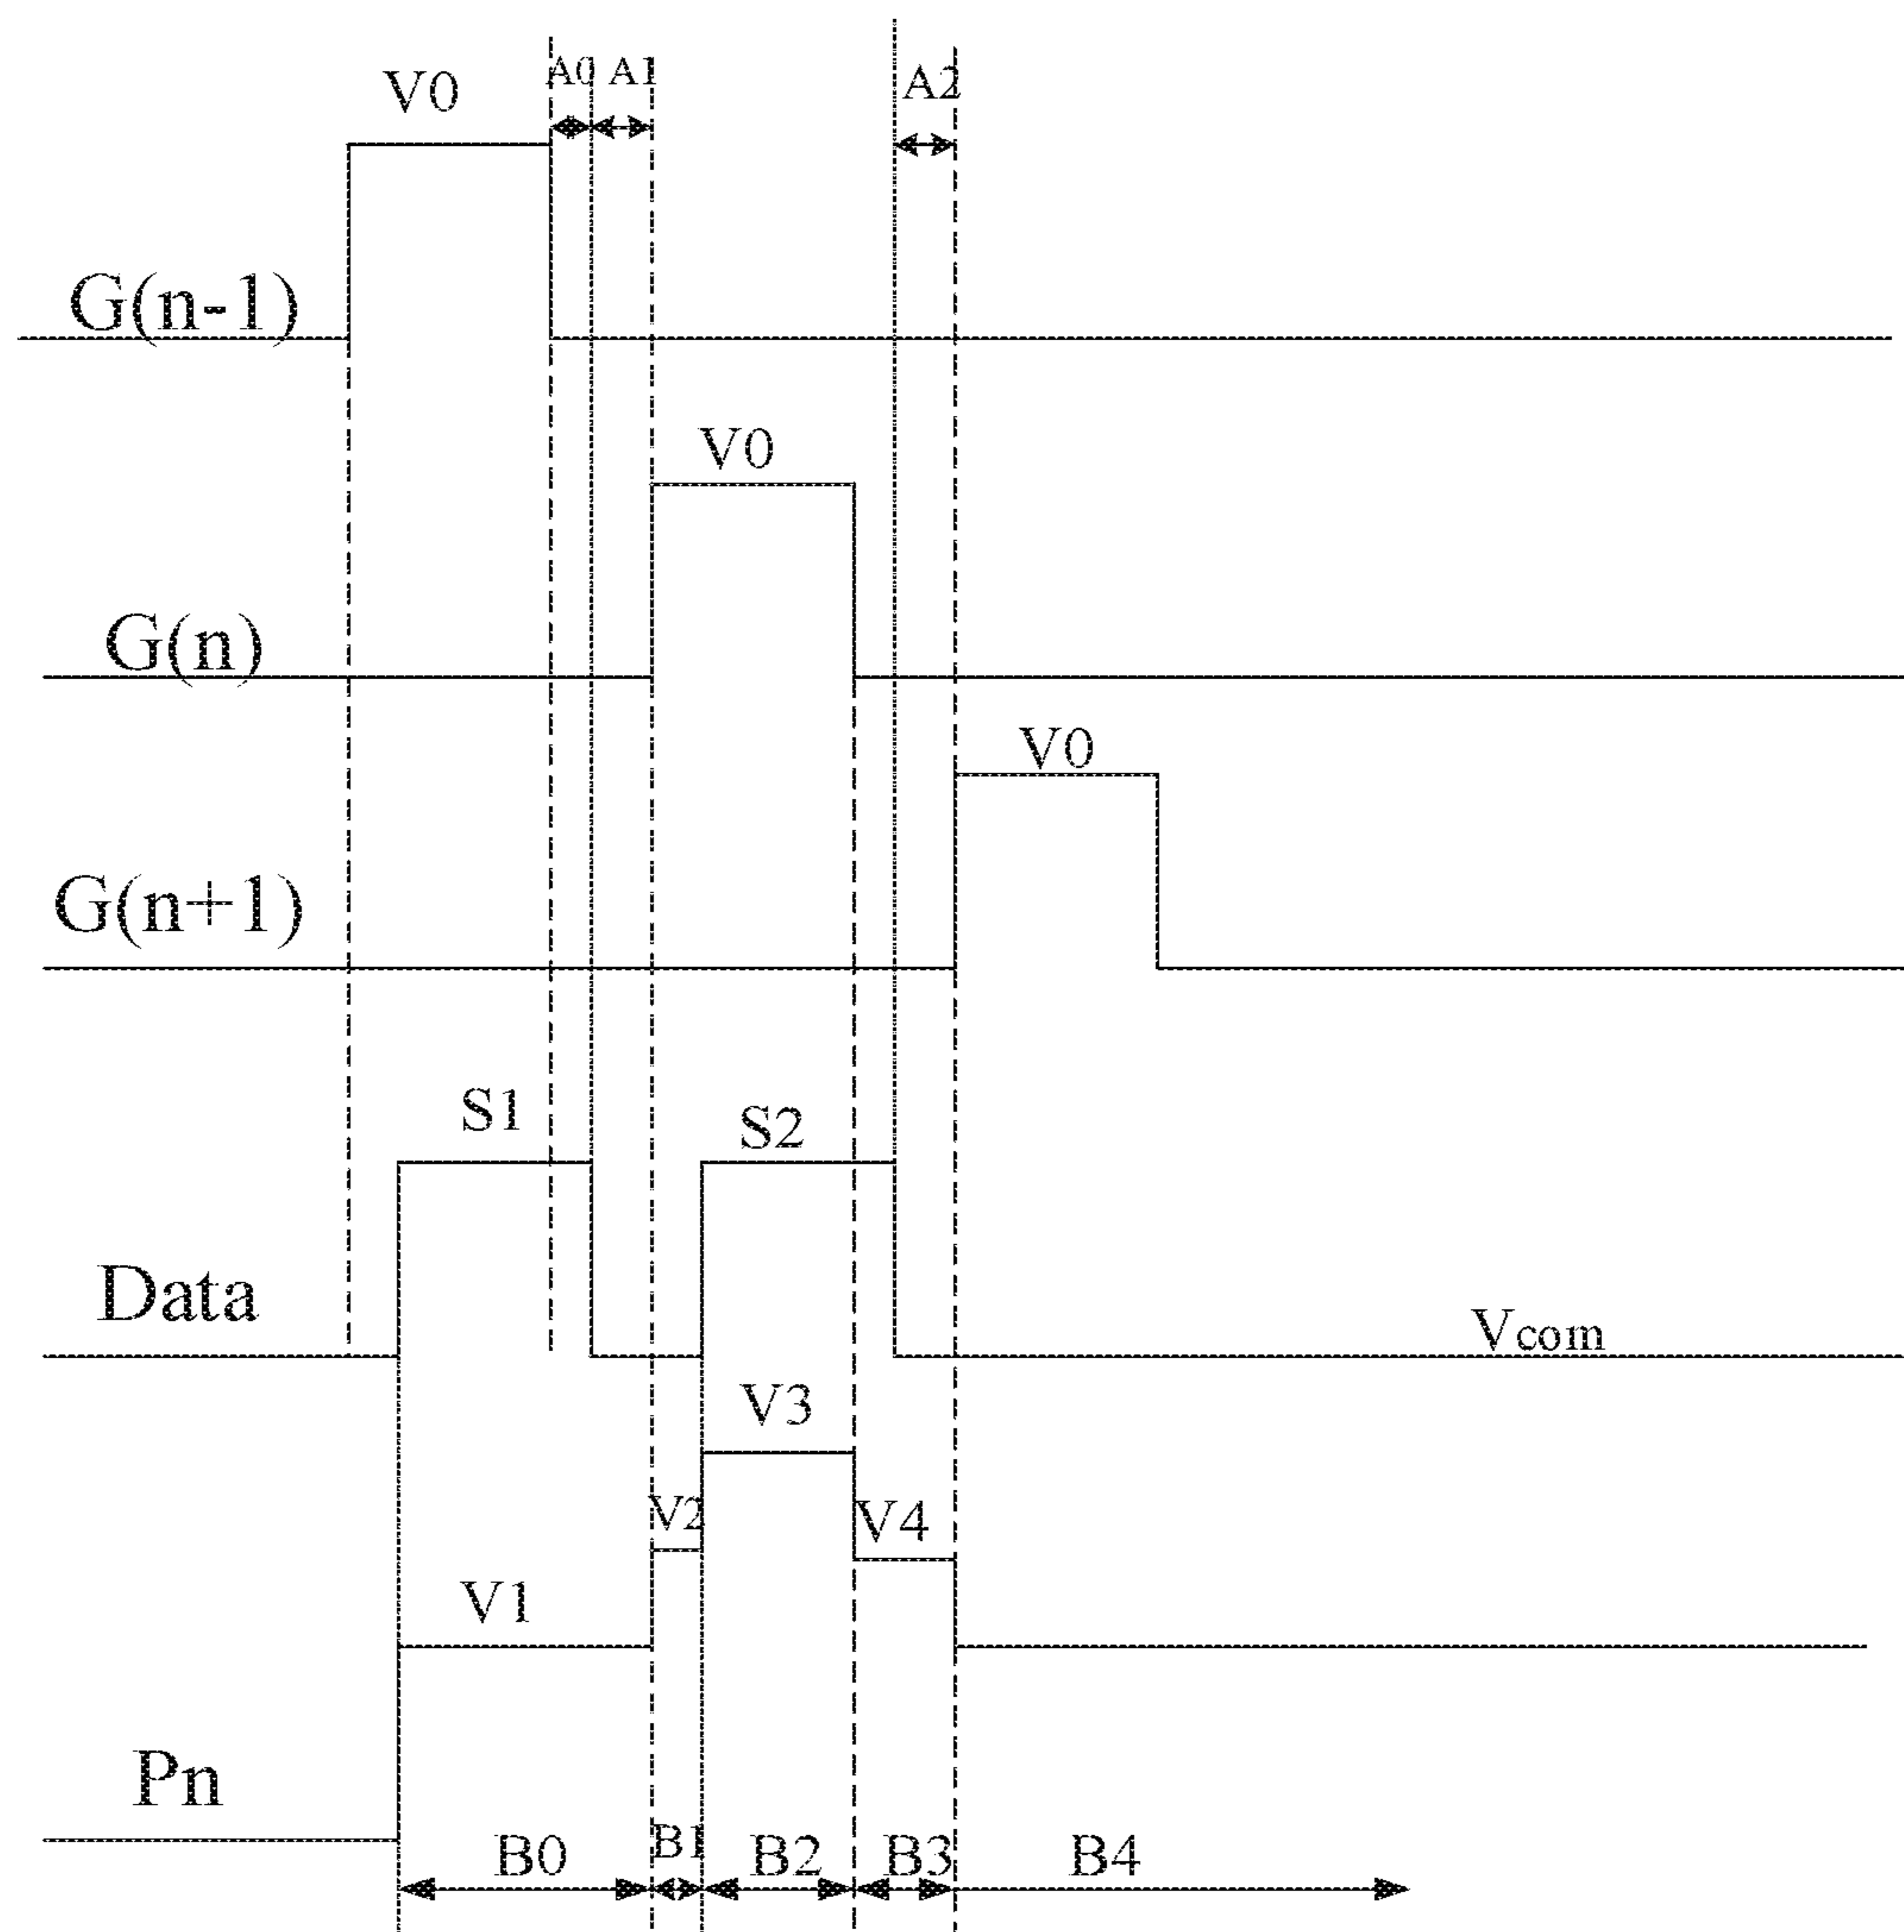 V0 A0 A1 A2
G(n-1)
V0
G(n)
V0
G(n+1)
S1 S2
Data Vcom
V3
V2 V4
V1
Pn
B0 B1 B2 B3 B4